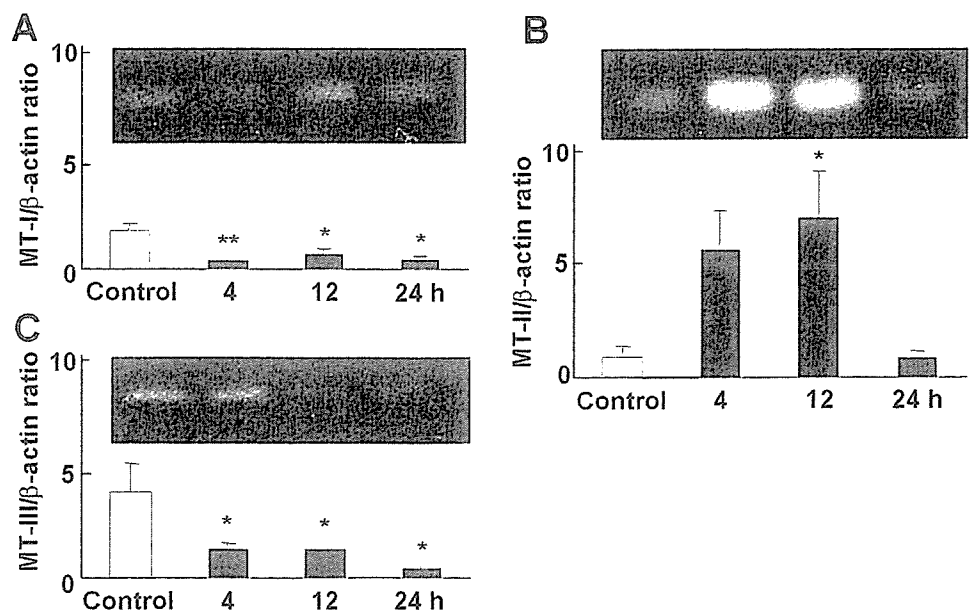 A
10
5
0
MT-I/β-actin ratio
** * *
Control 4 12 24 h
B
10
5
0
MT-II/β-actin ratio
*
Control 4 12 24 h
C
10
5
0
MT-III/β-actin ratio
* * *
Control 4 12 24 h